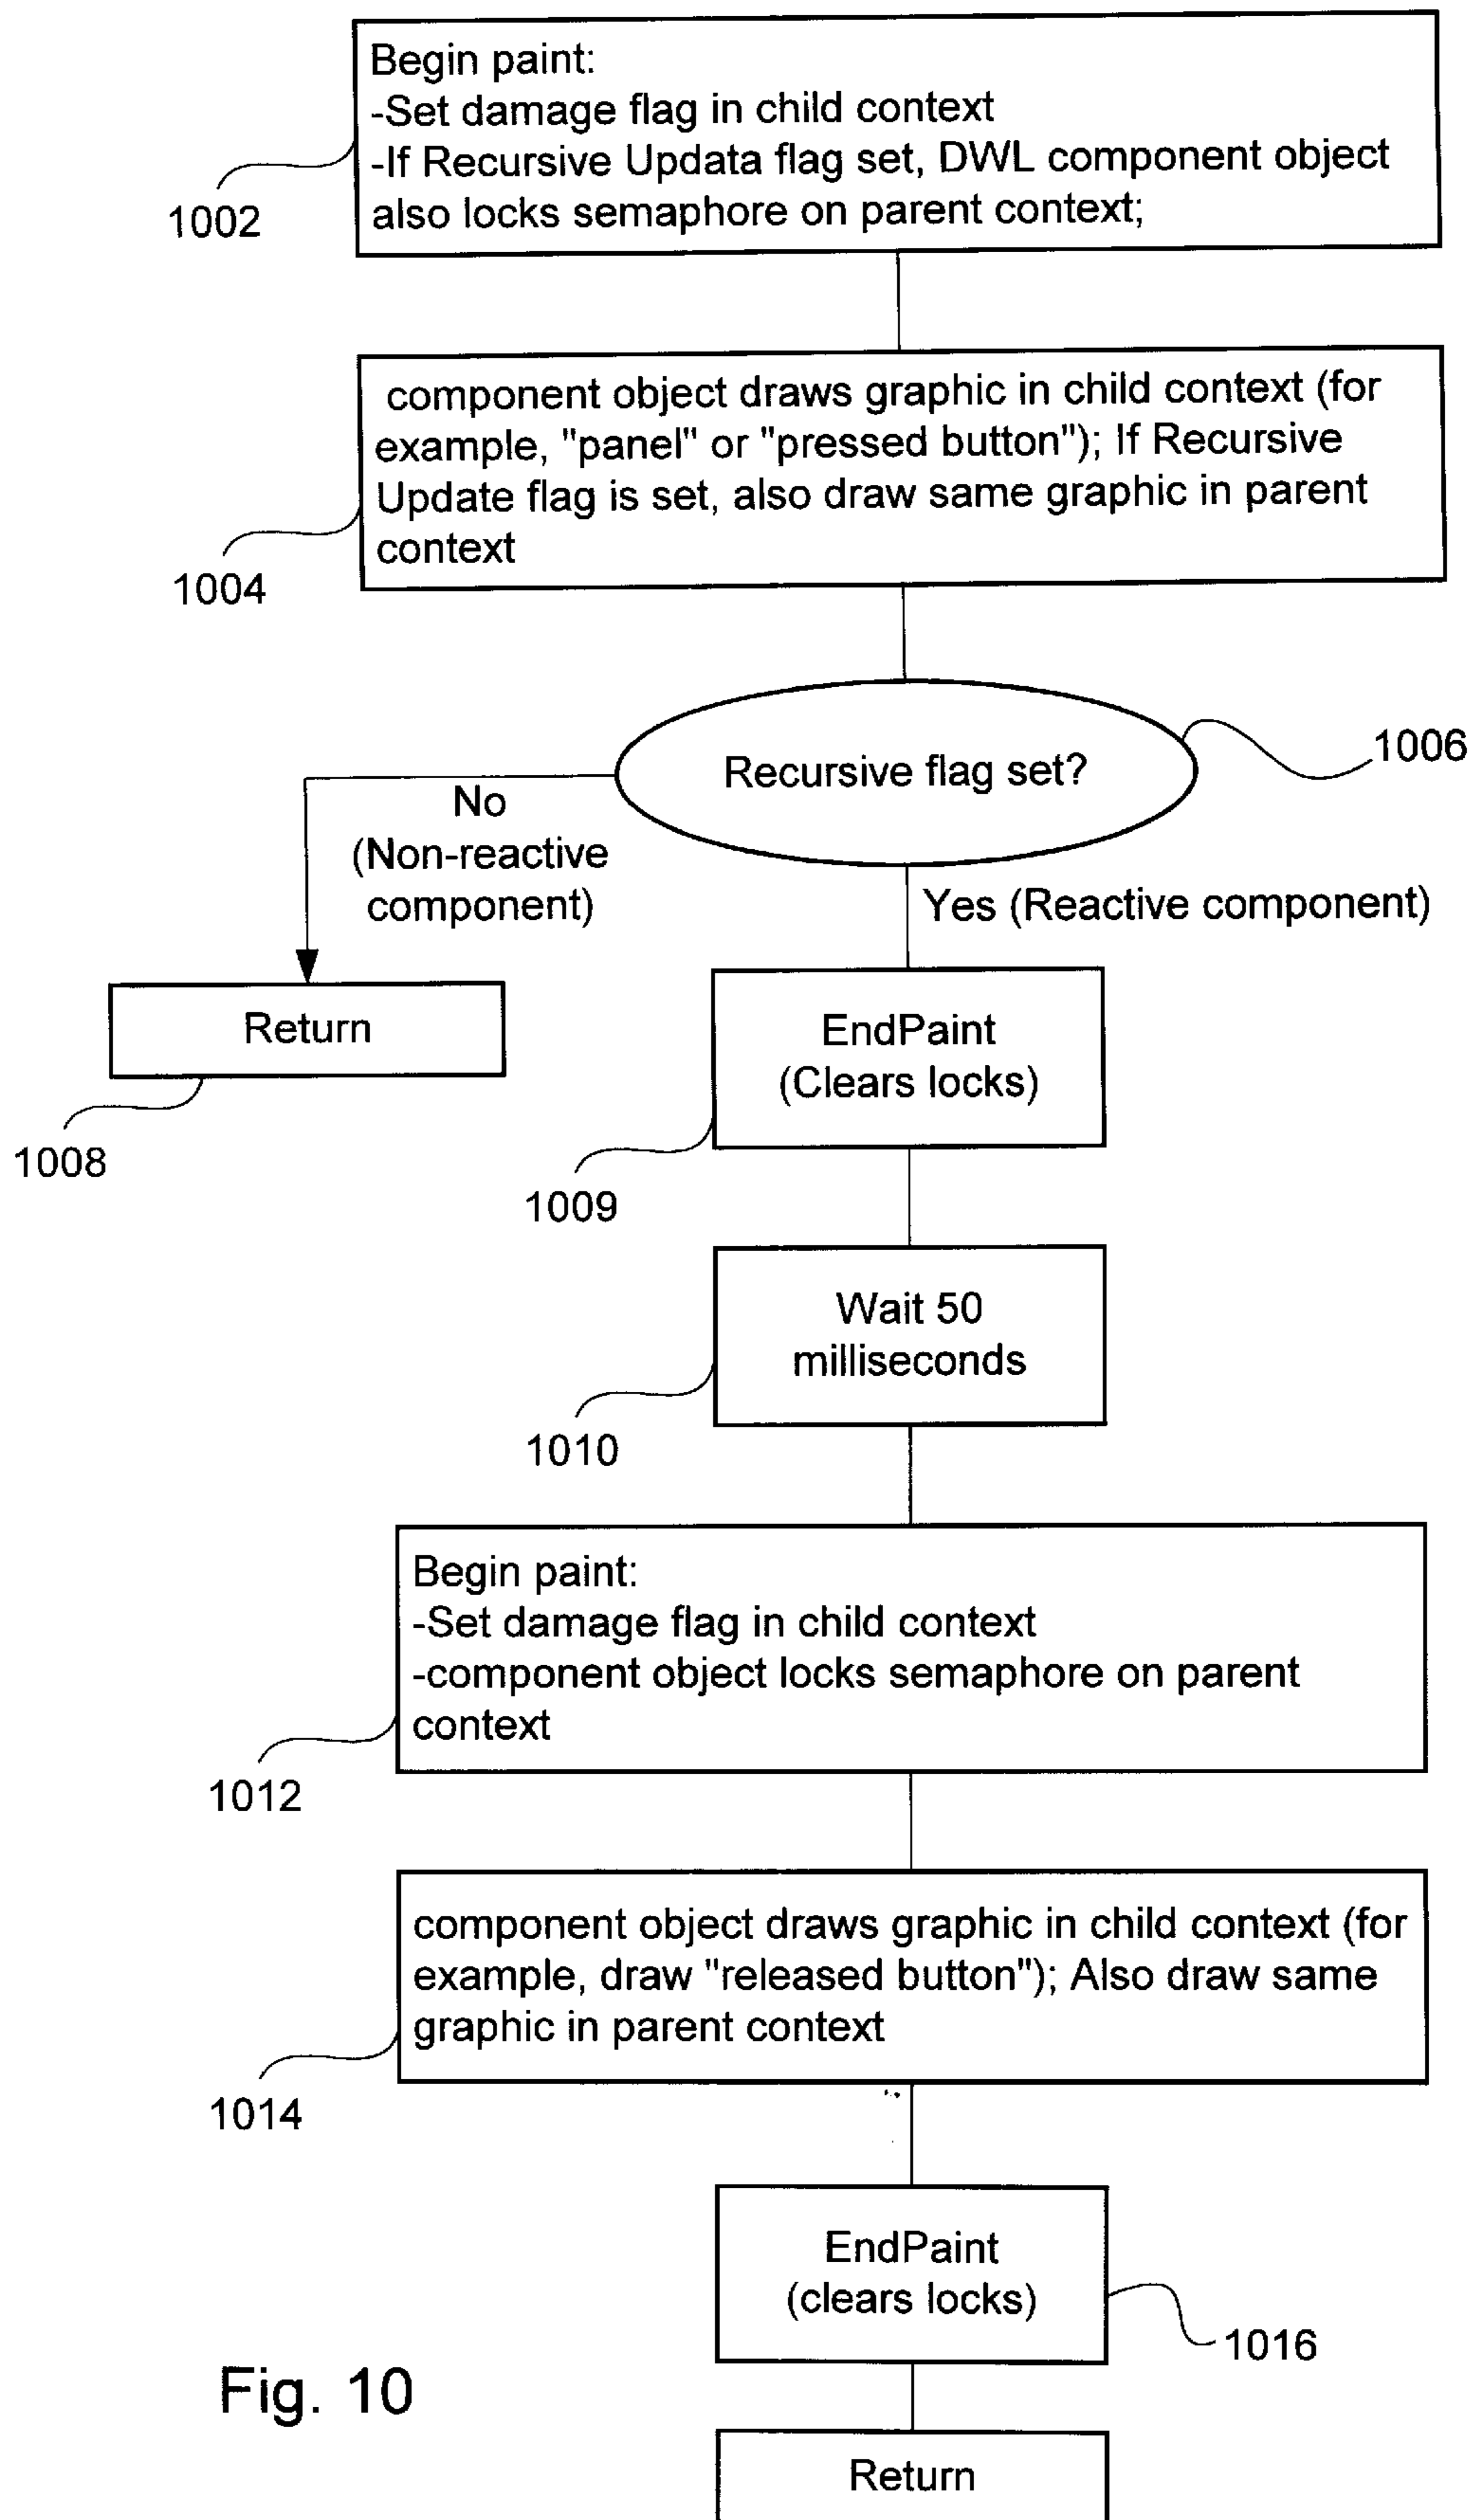 Begin paint:
-Set damage flag in child context
-If Recursive Updata flag set, DWL component object
also locks semaphore on parent context;
1002
component object draws graphic in child context (for
example, "panel" or "pressed button"); If Recursive
Update flag is set, also draw same graphic in parent
context
1004
Recursive flag set?
1006
No
(Non-reactive
component)
Yes (Reactive component)
Return
1008
EndPaint
(Clears locks)
1009
Wait 50
milliseconds
1010
Begin paint:
-Set damage flag in child context
-component object locks semaphore on parent
context
1012
component object draws graphic in child context (for
example, draw "released button"); Also draw same
graphic in parent context
1014
EndPaint
(clears locks)
1016
Fig. 10
Return